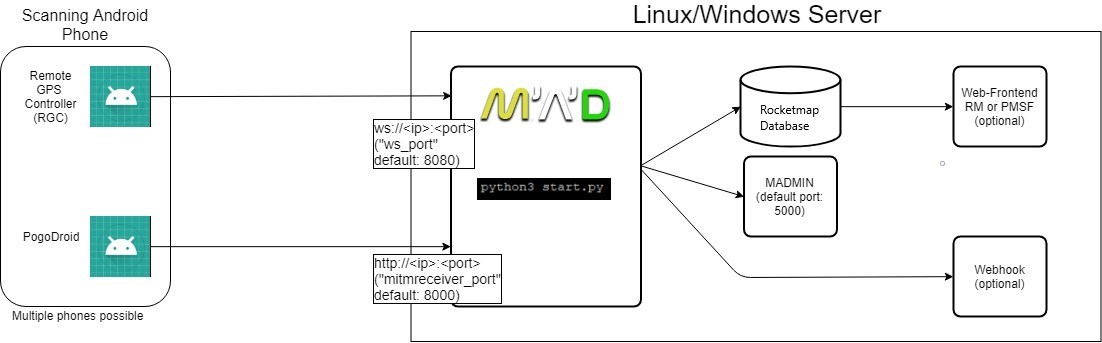 Scanning Android
Phone
Linux/Windows Server
Remote
GPS
Controller
(RGC)
PogoDroid
Multiple phones possible
ws://<ip>:<port>
("ws_port"
default: 8080)
http://<ip>:<port>
("mitmreceiver_port"
default: 8000)
M'A'D
python3 start.py
Rocketmap
Database
MADMIN
(default port:
5000)
Web-Frontend
RM or PMSF
(optional)
Webhook
(optional)